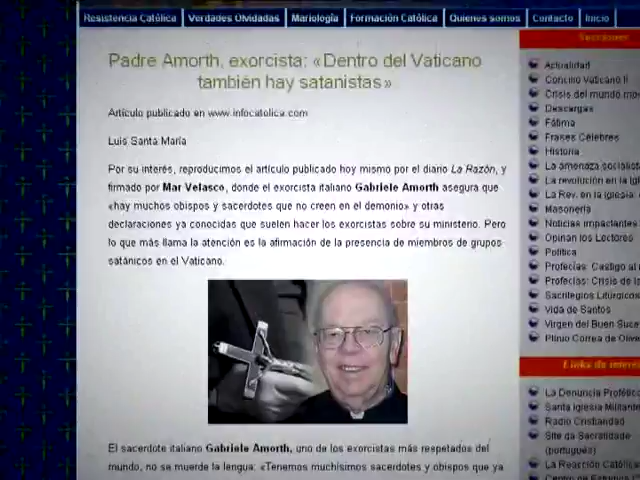 Resistencia Católica Verdades Olvidadas Mariología Formación Católica Quienes somos Contacto Inicio
Padre Amorth, exorcista: «Dentro del Vaticano
también hay satanistas»
Artículo publicado en www.infocatolica.com
Luis Santa María
Por su interés, reproducimos el artículo publicado hoy mismo por el diario La Razón, y
firmado por Mar Velasco, donde el exorcista italiano Gabriele Amorth asegura que
«hay muchos obispos y sacerdotes que no creen en el demonio» y otras
declaraciones ya conocidas que suelen hacer los exorcistas sobre su ministerio. Pero
lo que más llama la atención es la afirmación de la presencia de miembros de grupos
satánicos en el Vaticano.
El sacerdote italiano Gabriele Amorth, uno de los exorcistas más respetados del
mundo, no se muerde la lengua: «Tenemos muchísimos sacerdotes y obispos que ya
Secciones
Actualidad
Concilio Vaticano II
Crisis del mundo mo
Descargas
Fátima
Frases Célebres
Historia
La amenaza socialist
La revolución en la Igl
La Rev. en la Iglesia:
Masonería
Noticias impactantes
Opinan los Lectores
Política
Profecías: Castigo al
Profecías: Crisis de la
Sacrilegios Litúrgicos
Vida de Santos
Virgen del Buen Suce
Plinio Correa de Olivi
Links de interé
La Denuncia Profétic
Santa Iglesia Militante
Radio Cristiandad
Site da Sacralidade
(portugués)
La Reacción Católica
Centro de Estudios